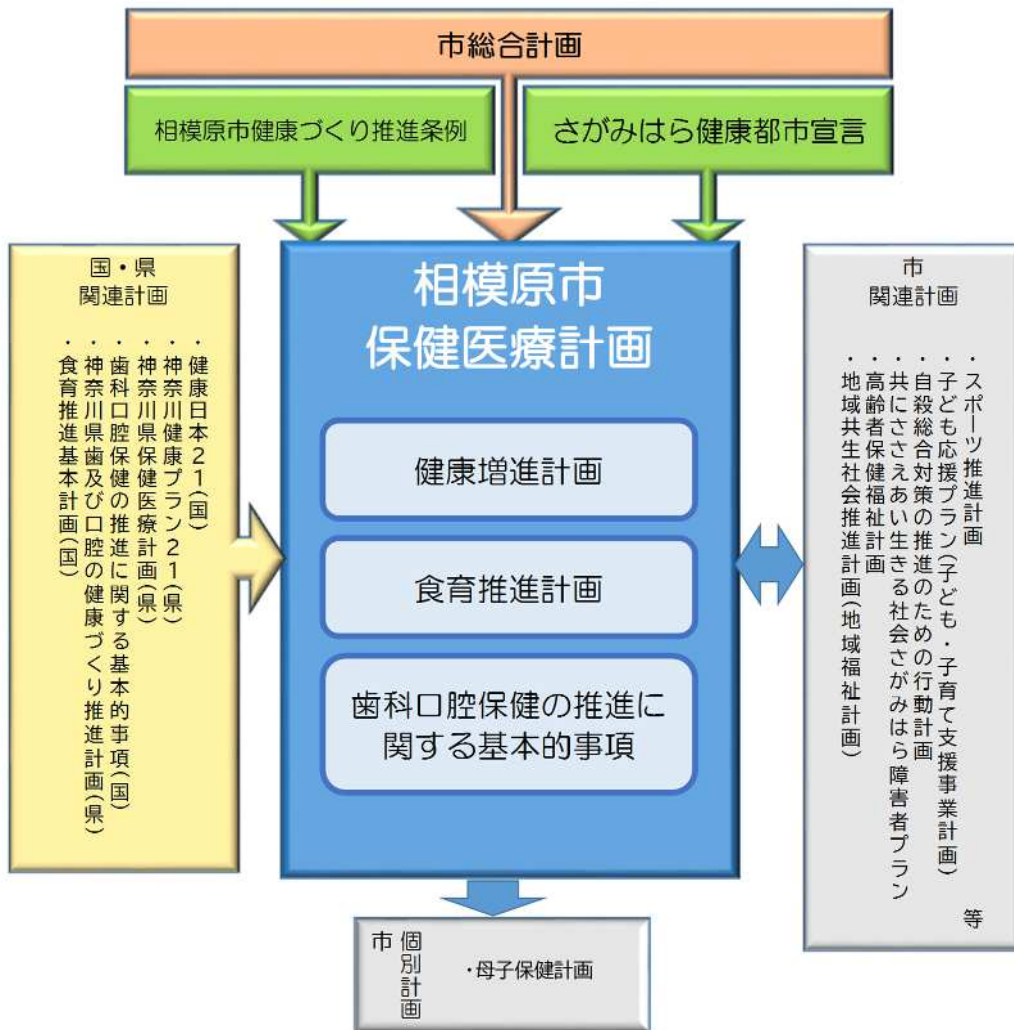 市総合計画
相模原市健康づくり推進条例
さがみはら健康都市宣言
国・県
関連計画
・健康日本21(国)
・神奈川健康プラン21(県)
・神奈川県保健医療計画(県)
・歯科口腔保健の推進に関する基本的事項(国)
・神奈川県歯及び口腔の健康づくり推進計画(県)
・食育推進基本計画(国)
相模原市
保健医療計画
健康増進計画
食育推進計画
歯科口腔保健の推進に
関する基本的事項
市
関連計画
・スポーツ推進計画
・子ども応援プラン(子ども・子育て支援事業計画)
・自殺総合対策の推進のための行動計画
・共にささえあい生きる社会さがみはら障害者プラン
・高齢者保健福祉計画
・地域共生社会推進計画(地域福祉計画)
等
市
個別計画
・母子保健計画